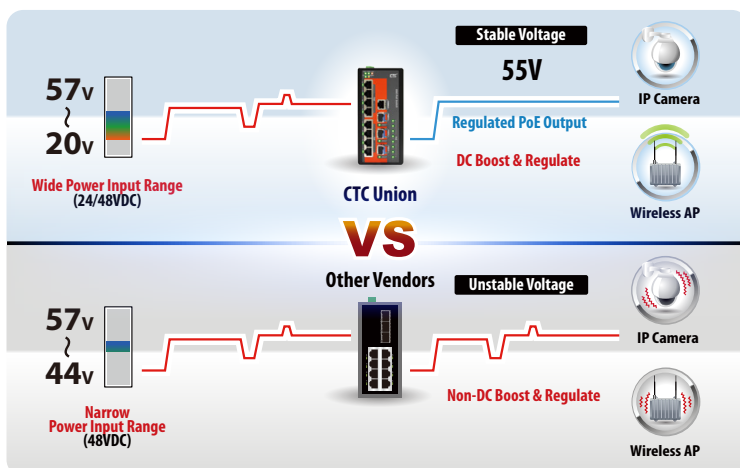 Stable Voltage
57V
~
20V
55V
IP Camera
Regulated PoE Output
DC Boost & Regulate
Wide Power Input Range
(24/48VDC)
CTC Union
Wireless AP
VS
Other Vendors
Unstable Voltage
57V
~
44V
IP Camera
Non-DC Boost & Regulate
Narrow
Power Input Range
(48VDC)
Wireless AP